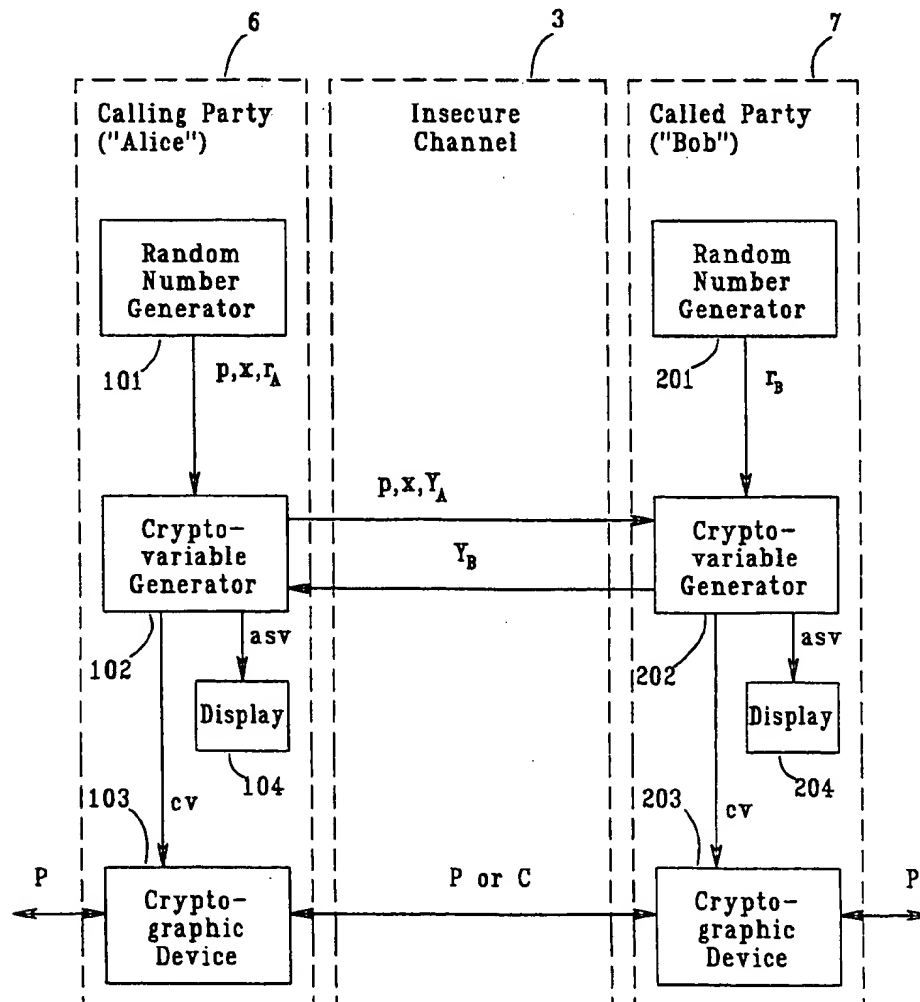 6
3
7
Calling Party
("Alice")
Insecure
Channel
Called Party
("Bob")
Random
Number
Generator
Random
Number
Generator
101
p,x,r_A
201
r_B
p,x,Y_A
Crypto-
variable
Generator
Y_B
Crypto-
variable
Generator
102
asv
202
asv
Display
Display
103
104
203
204
cv
cv
P
Crypto-
graphic
Device
P or C
Crypto-
graphic
Device
P